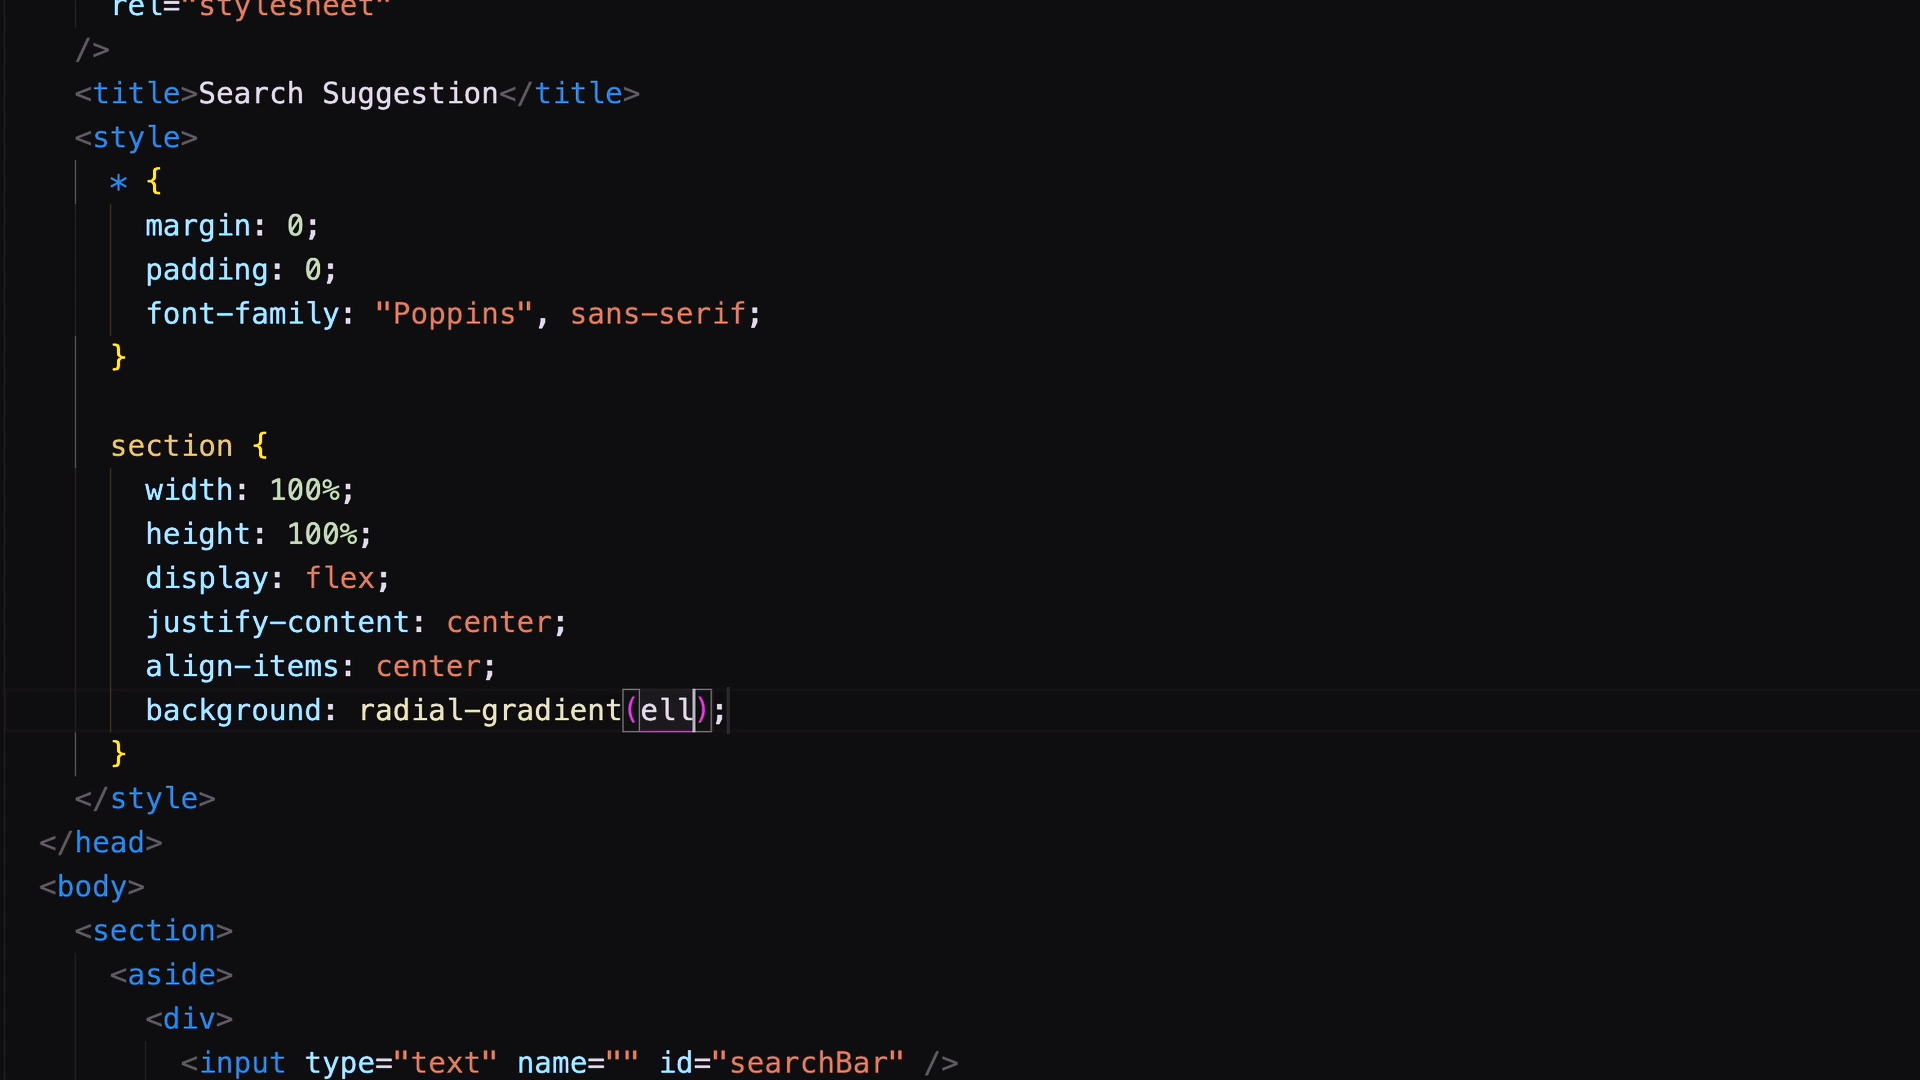 rel="stylesheet"
/>
<title>Search Suggestion</title>
<style>
* {
margin: 0;
padding: 0;
font-family: "Poppins", sans-serif;
}
section {
width: 100%;
height: 100%;
display: flex;
justify-content: center;
align-items: center;
background: radial-gradient(ell);
}
</style>
</head>
<body>
<section>
<aside>
<div>
<input type="text" name="" id="searchBar" />